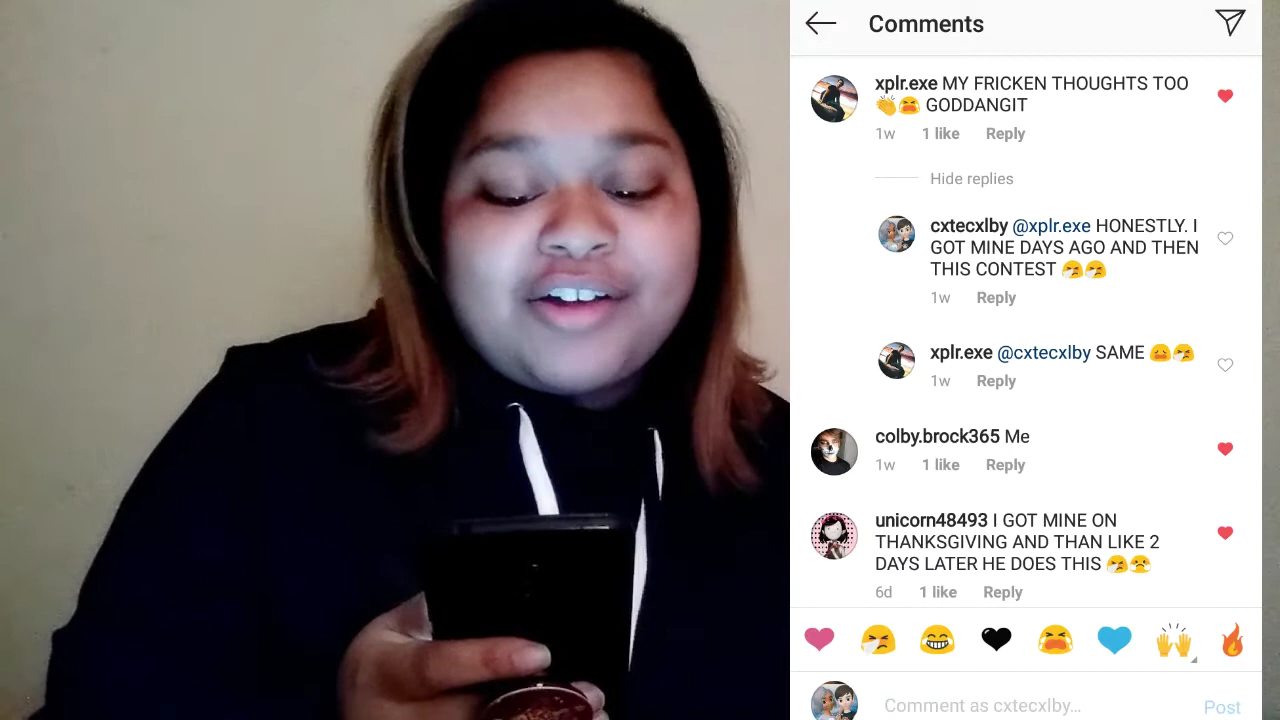 Comments
xplr.exe MY FRICKEN THOUGHTS TOO
👏😫 GODDANGIT
1w 1 like Reply
Hide replies
cxtecxlby @xplr.exe HONESTLY. I
GOT MINE DAYS AGO AND THEN
THIS CONTEST 🤧🤧
1w Reply
xplr.exe @cxtecxlby SAME 😩🤧
1w Reply
colby.brock365 Me
1w 1 like Reply
unicorn48493 I GOT MINE ON
THANKSGIVING AND THAN LIKE 2
DAYS LATER HE DOES THIS 🤧😤
6d 1 like Reply
Comment as cxtecxlby...
Post